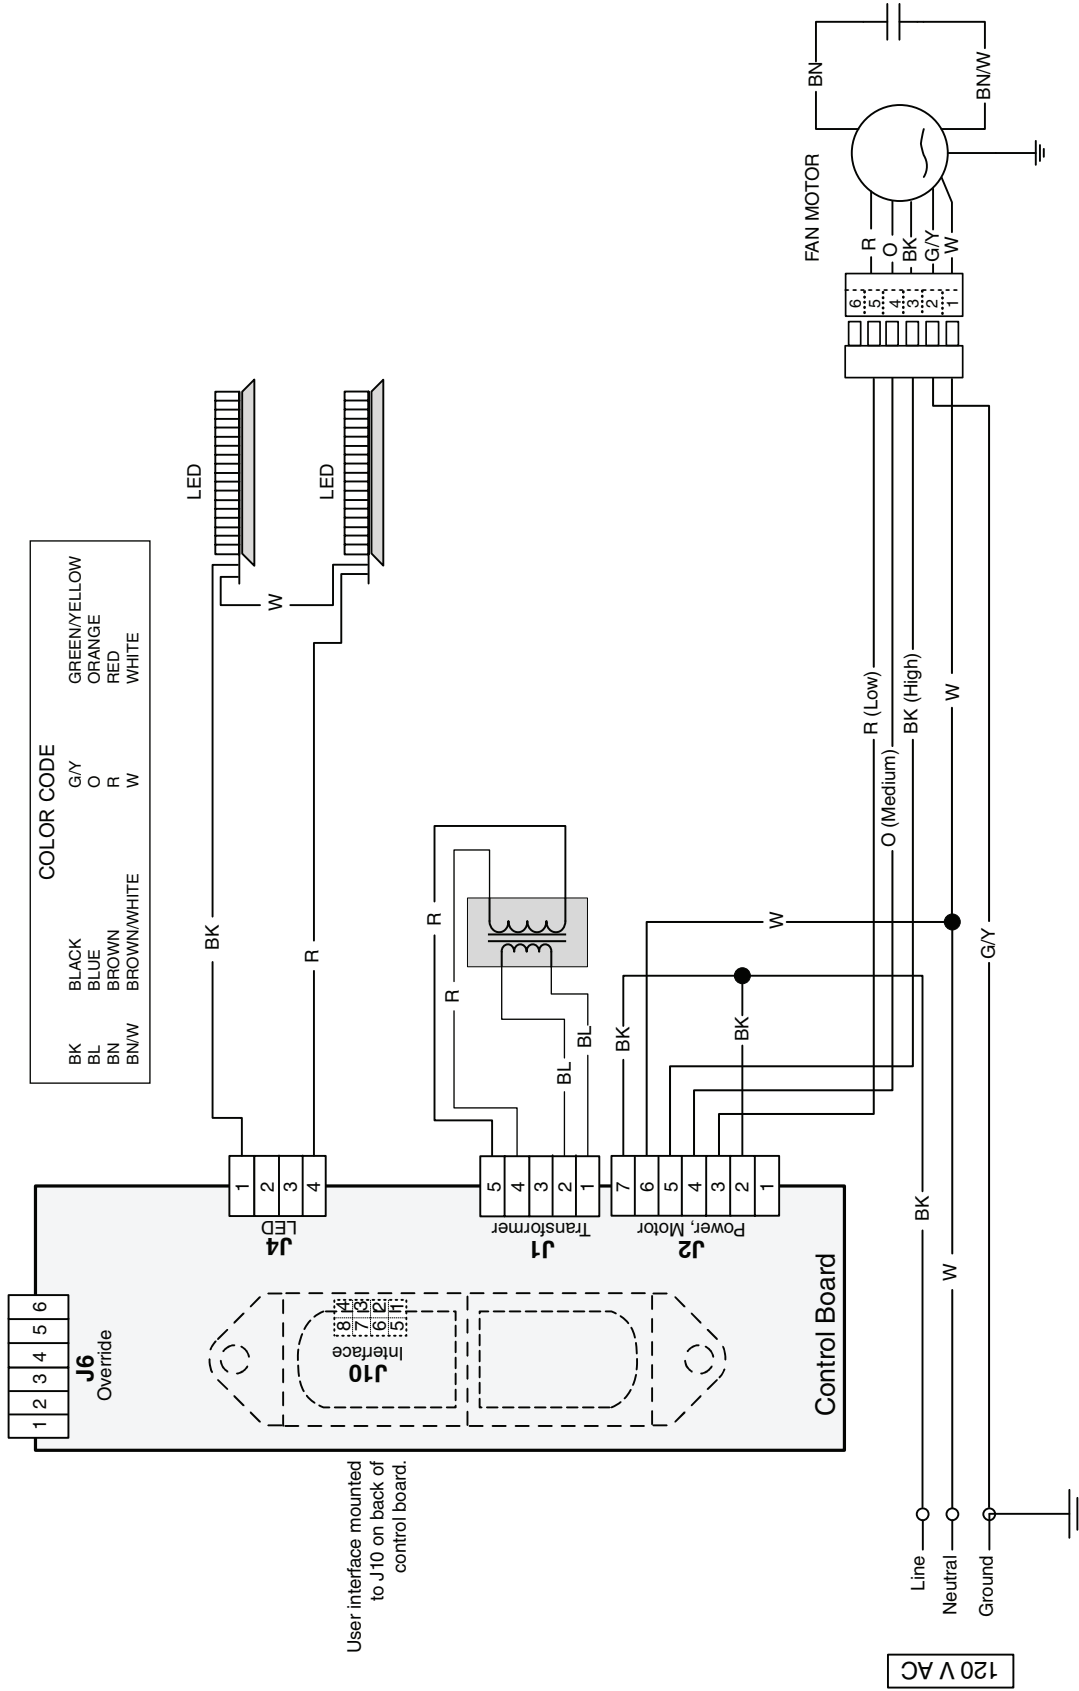 COLOR CODE
BK BLACK G/Y GREEN/YELLOW
BL BLUE O ORANGE
BN BROWN R RED
BN/W BROWN/WHITE W WHITE
1 2 3 4 5 6
J6
Override
User interface mounted
to J10 on back of
control board.
J10
Interface
8 4
7 3
6 2
5 1
Control Board
J4
LED
1
2
3
4
BK
R
W
LED
LED
J1
Transformer
5
4
3
2
1
R
R
BL
BL
J2
Power, Motor
7
6
5
4
3
2
1
BK
W
BK
R (Low)
O (Medium)
BK (High)
W
G/Y
BK
W
Line
Neutral
Ground
120 V AC
6
5
4
3
2
1
R
O
BK
G/Y
W
FAN MOTOR
BN
BN/W